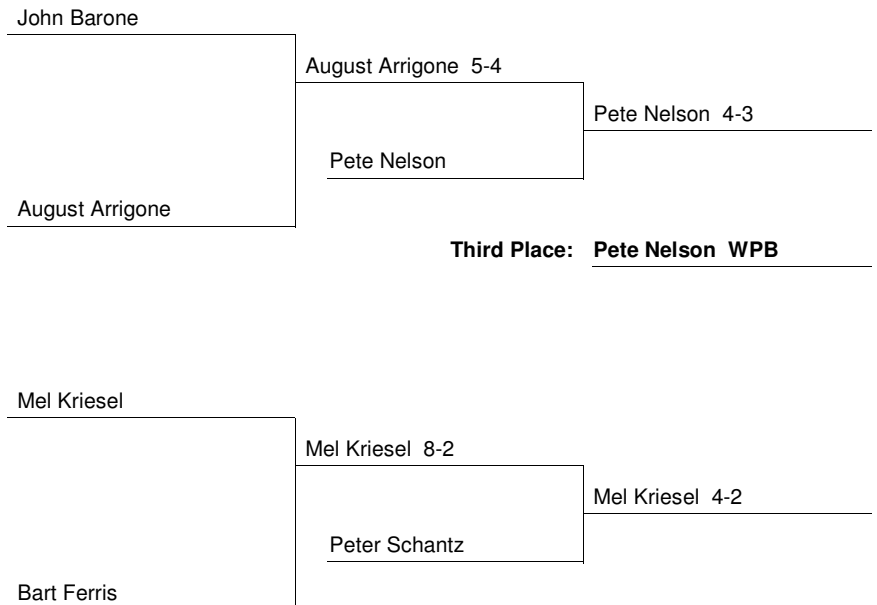 John Barone
August Arrigone 5-4
Pete Nelson 4-3
Pete Nelson
August Arrigone
Third Place: Pete Nelson WPB
Mel Kriesel
Mel Kriesel 8-2
Mel Kriesel 4-2
Peter Schantz
Bart Ferris